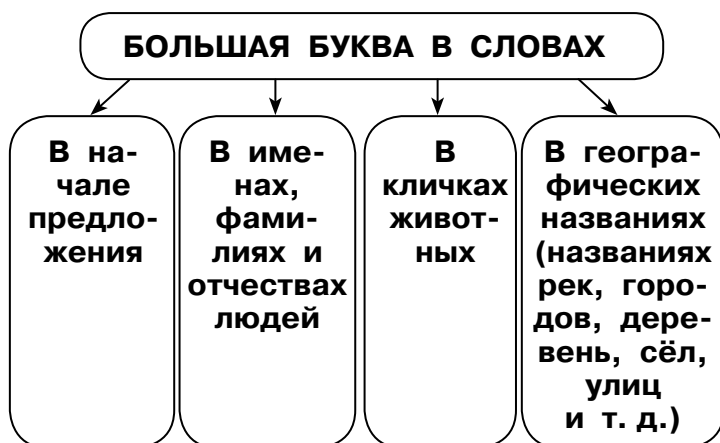 БОЛЬШАЯ БУКВА В СЛОВАХ
В на-
чале
предло-
жения
В име-
нах,
фами-
лиях и
отчествах
людей
В
кличках
живот-
ных
В геогра-
фических
названиях
(названиях
рек, горо-
дов, дере-
вень, сёл,
улиц
и т. д.)